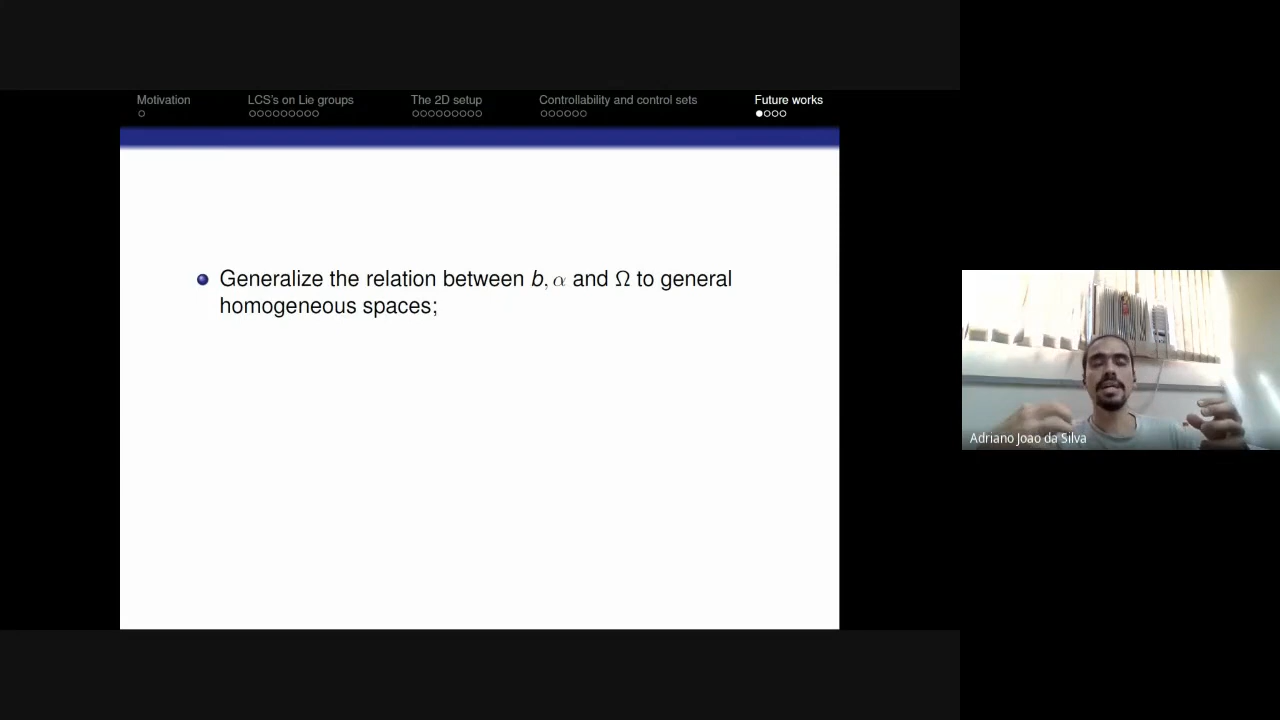 Motivation
LCS's on Lie groups
The 2D setup
Controllability and control sets
Future works
Generalize the relation between b, α and Ω to general
homogeneous spaces;
Adriano Joao da Silva